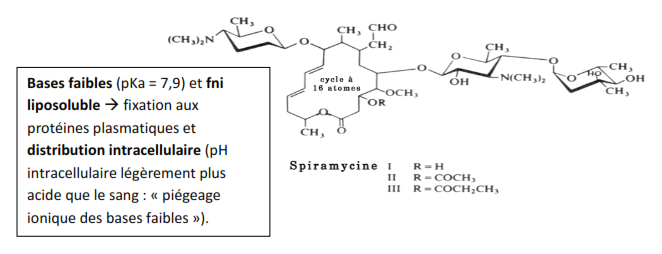 CH₃
(CH₃)₂N
O
O
CH₃
CHO
CH₂
cycle à
16 atomes
OCH₃
OR
O
CH₃
O
O
O
OH
CH₃
N(CH₃)₂
O
O
HO
CH₃
OH
CH₃
Bases faibles (pKa = 7,9) et fni
liposoluble → fixation aux
protéines plasmatiques et
distribution intracellulaire (pH
intracellulaire légèrement plus
acide que le sang : « piégeage
ionique des bases faibles »).
Spiramycine I R = H
II R = COCH₃
III R = COCH₂CH₃